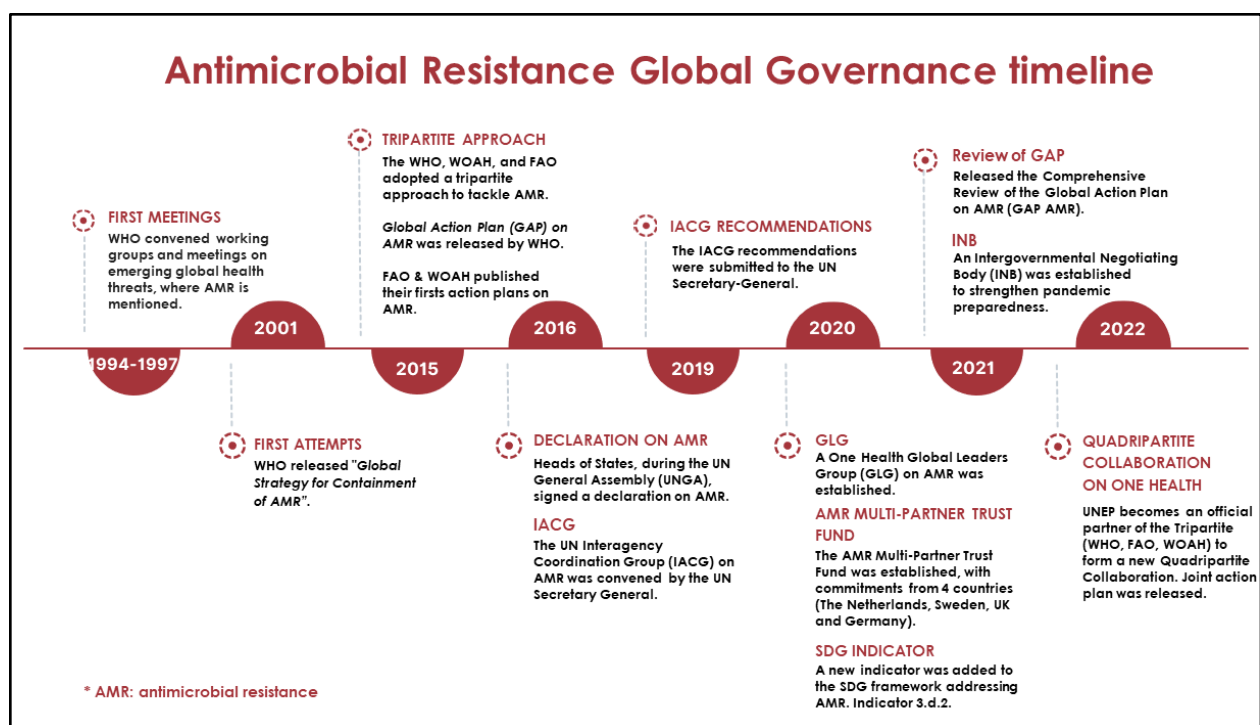 Antimicrobial Resistance Global Governance timeline
FIRST MEETINGS
WHO convened working
groups and meetings on
emerging global health
threats, where AMR is
mentioned.
1994-1997
2001
FIRST ATTEMPTS
WHO released "Global
Strategy for Containment
of AMR".
TRIPARTITE APPROACH
The WHO, WOAH, and FAO
adopted a tripartite
approach to tackle AMR.
Global Action Plan (GAP) on
AMR was released by WHO.
FAO & WOAH published
their firsts action plans on
AMR.
2015
2016
DECLARATION ON AMR
Heads of States, during the UN
General Assembly (UNGA),
signed a declaration on AMR.
IACG
The UN Interagency
Coordination Group (IACG) on
AMR was convened by the UN
Secretary General.
IACG RECOMMENDATIONS
The IACG recommendations
were submitted to the UN
Secretary-General.
2019
2020
GLG
A One Health Global Leaders
Group (GLG) on AMR was
established.
AMR MULTI-PARTNER TRUST
FUND
The AMR Multi-Partner Trust
Fund was established, with
commitments from 4 countries
(The Netherlands, Sweden, UK
and Germany).
SDG INDICATOR
A new indicator was added to
the SDG framework addressing
AMR. Indicator 3.d.2.
Review of GAP
Released the Comprehensive
Review of the Global Action Plan
on AMR (GAP AMR).
INB
An Intergovernmental Negotiating
Body (INB) was established
to strengthen pandemic
preparedness.
2021
2022
QUADRIPARTITE
COLLABORATION
ON ONE HEALTH
UNEP becomes an official
partner of the Tripartite
(WHO, FAO, WOAH) to
form a new Quadripartite
Collaboration. Joint action
plan was released.
* AMR: antimicrobial resistance